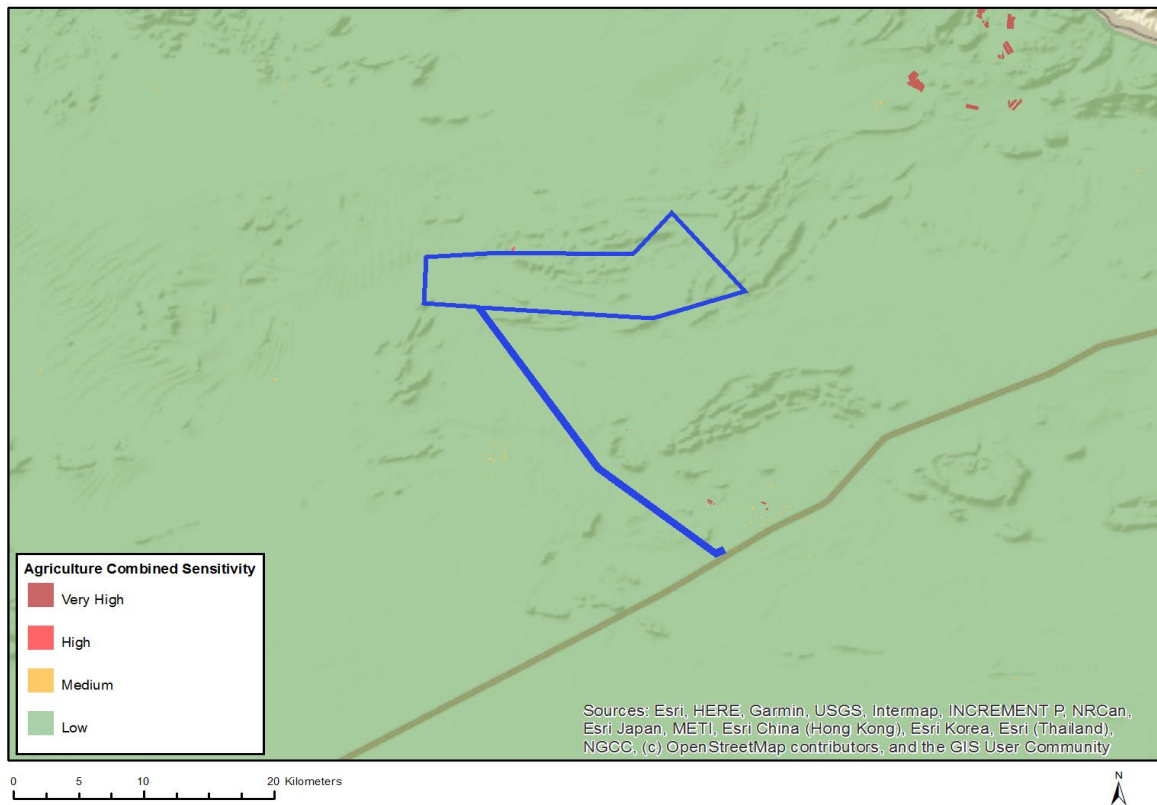 Agriculture Combined Sensitivity
Very High
High
Medium
Low
Sources: Esri, HERE, Garmin, USGS, Intermap, INCREMENT P, NRCan,
Esri Japan, METI, Esri China (Hong Kong), Esri Korea, Esri (Thailand),
NGCC, (c) OpenStreetMap contributors, and the GIS User Community
0 5 10 20 Kilometers
N